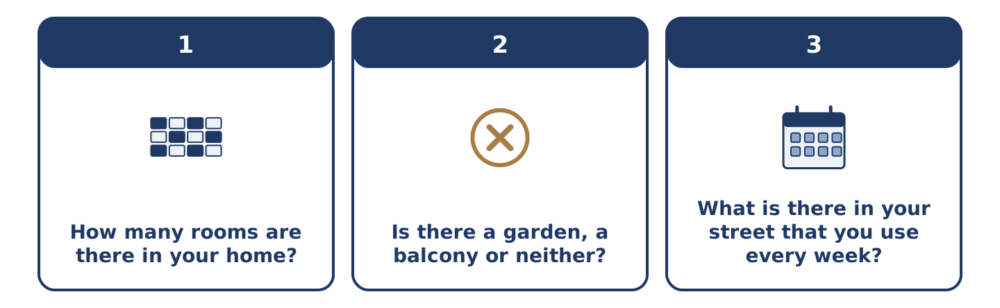 1
How many rooms are
there in your home?
2
Is there a garden, a
balcony or neither?
3
What is there in your
street that you use
every week?